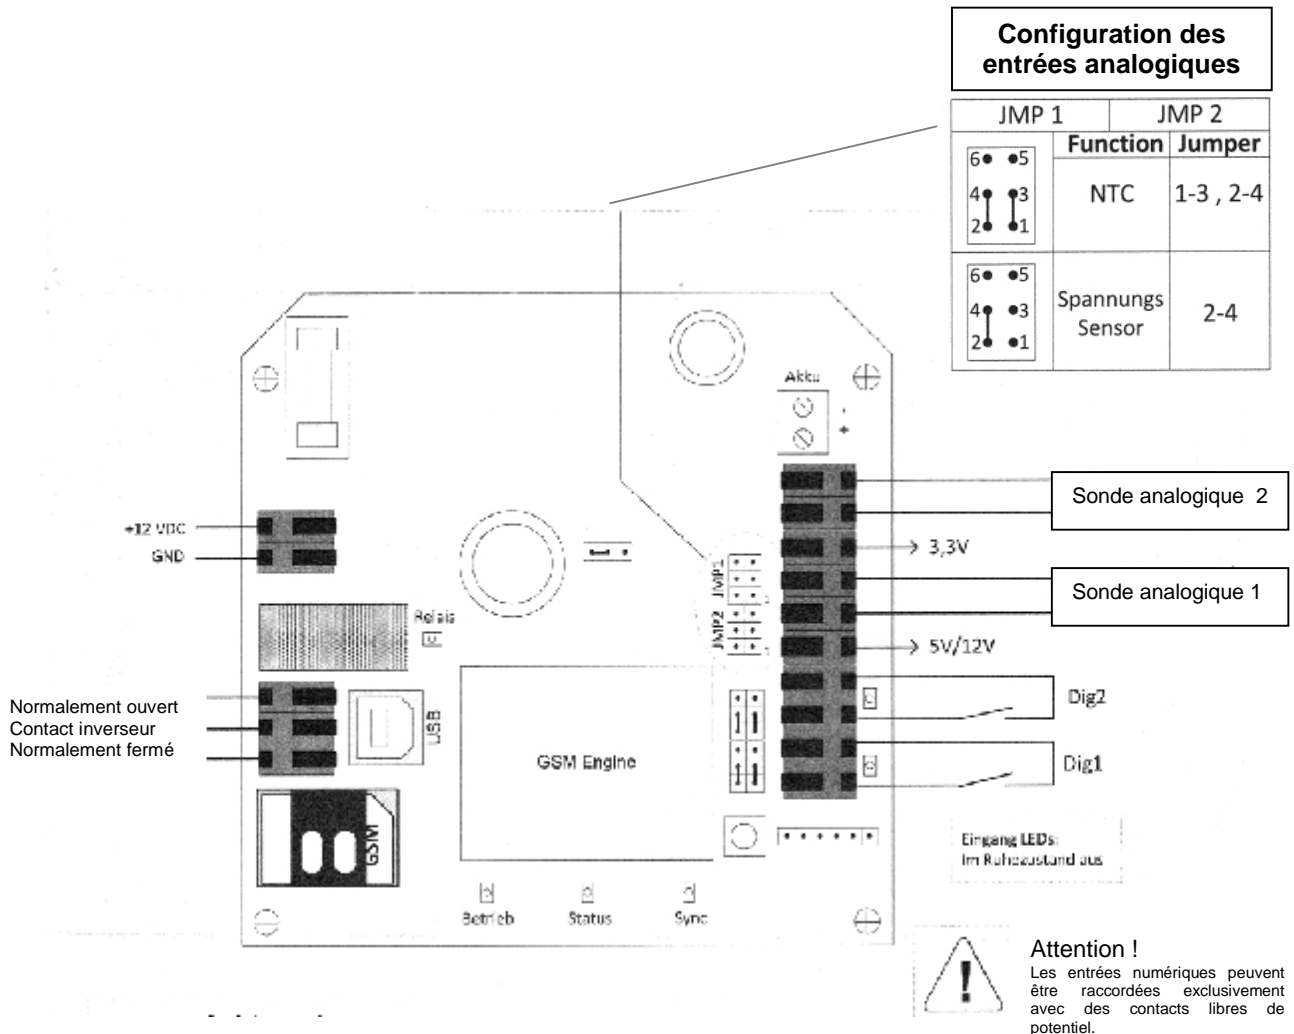 Configuration des
entrées analogiques
JMP 1 JMP 2
Function Jumper
6 5
4 3
2 1
NTC 1-3 , 2-4
6 5
4 3
2 1
Spannungs
Sensor
2-4
Akku
-
+
Sonde analogique 2
+12 VDC
GND
3,3V
JMP1
Sonde analogique 1
Relais
JMP2
5V/12V
Normalement ouvert
Contact inverseur
Normalement fermé
USB
Dig2
GSM Engine
Dig1
GSM
Eingang LEDs:
Im Ruhezustand aus
Betrieb Status Sync
Attention !
Les entrées numériques peuvent
être raccordées exclusivement
avec des contacts libres de
potentiel.